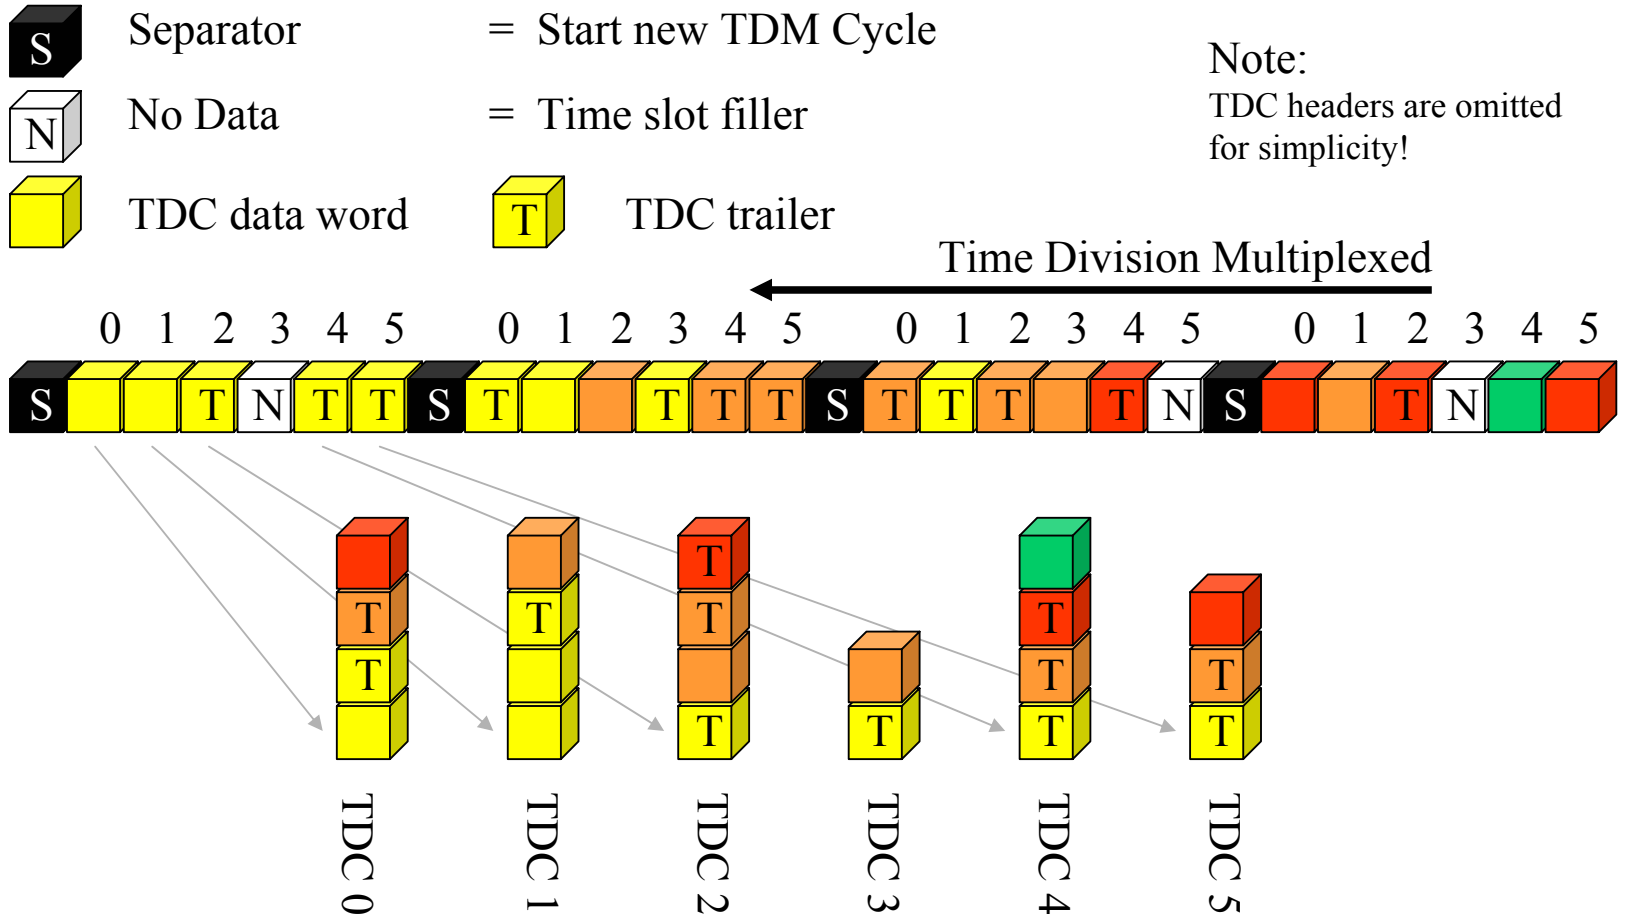 S Separator = Start new TDM Cycle
Note:
TDC headers are omitted
for simplicity!
N No Data = Time slot filler
TDC data word T TDC trailer
Time Division Multiplexed
0 1 2 3 4 5 0 1 2 3 4 5 0 1 2 3 4 5 0 1 2 3 4 5
S T N T T S T T T T S T T T T N S T N
T
T T T
T T T
T T T T
TDC 0 TDC 1 TDC 2 TDC 3 TDC 4 TDC 5